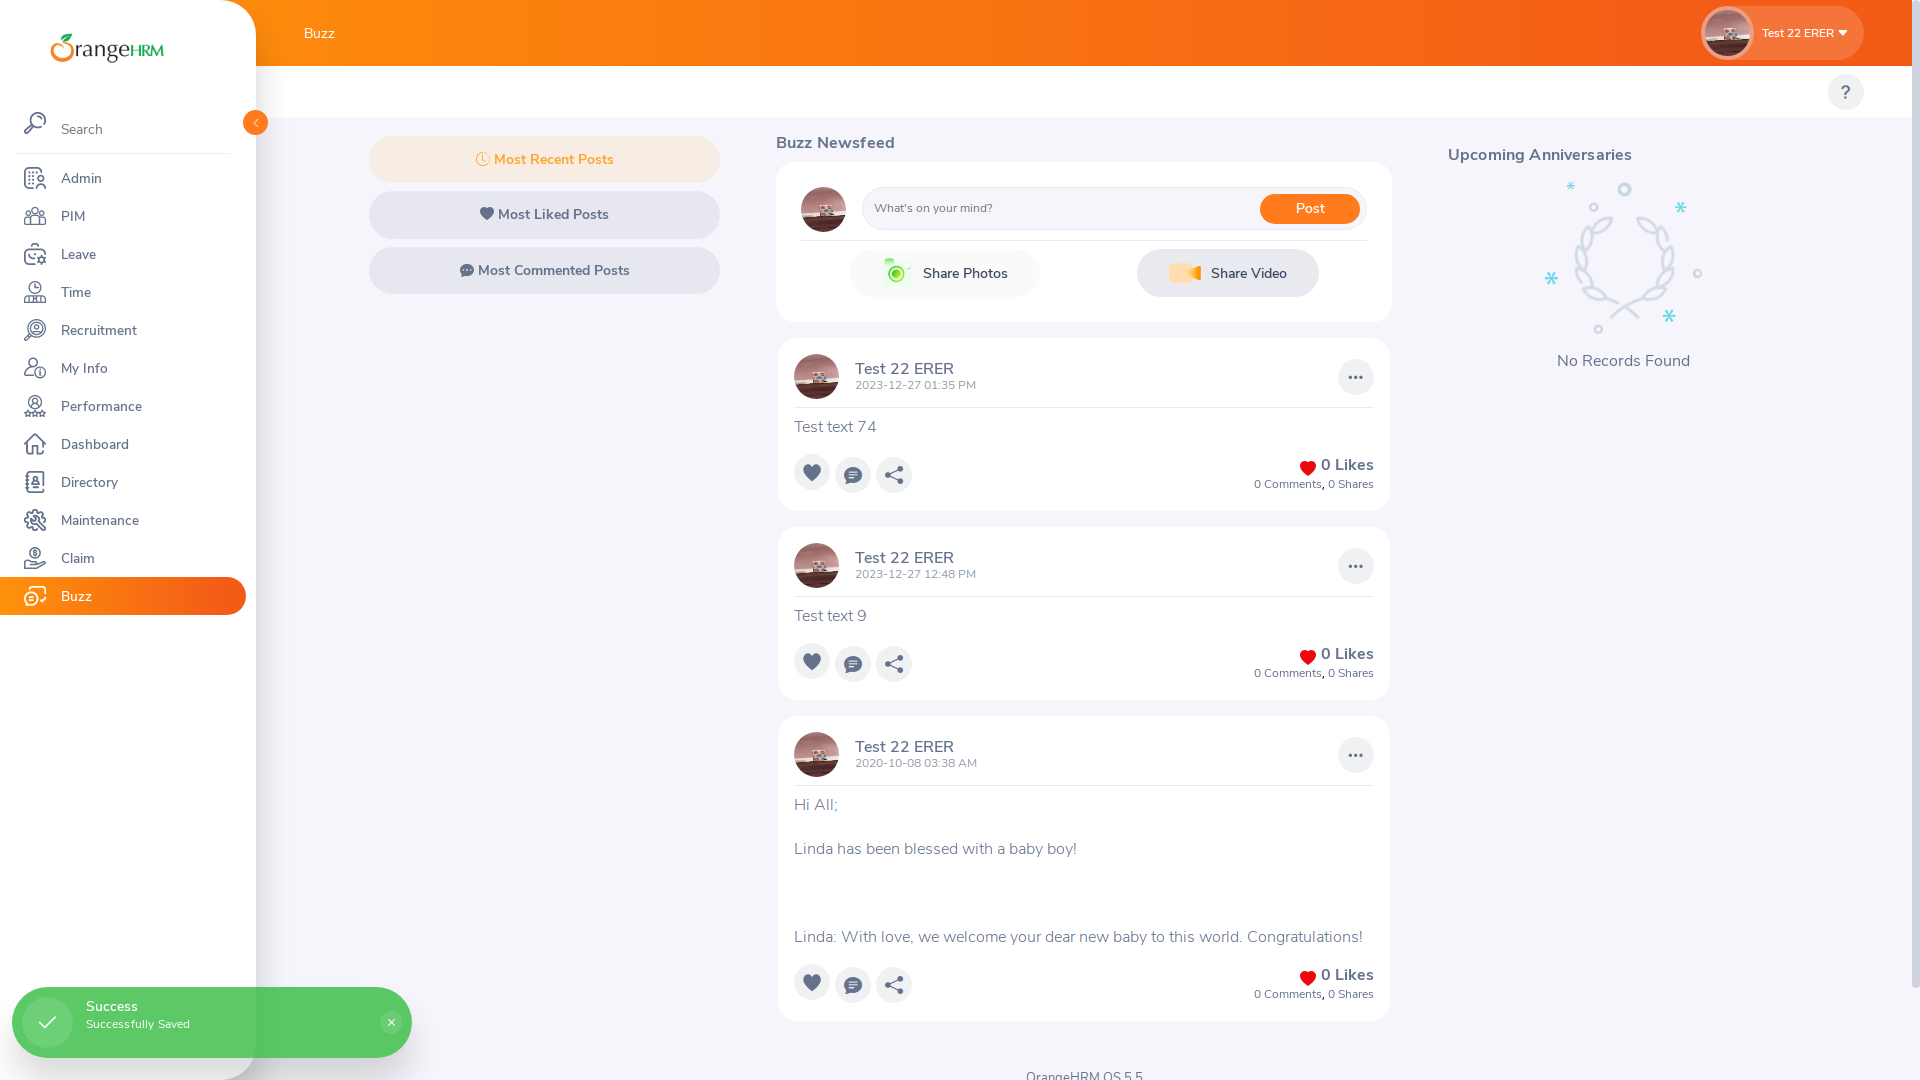 OrangeHRM
Search
Admin
PIM
Leave
Time
Recruitment
My Info
Performance
Dashboard
Directory
Maintenance
Claim
Buzz
Buzz
Test 22 ERER
?
Most Recent Posts
Most Liked Posts
Most Commented Posts
Buzz Newsfeed
What's on your mind?
Post
Share Photos
Share Video
Test 22 ERER
2023-12-27 01:35 PM
Test text 74
0 Likes
0 Comments, 0 Shares
Test 22 ERER
2023-12-27 12:48 PM
Test text 9
0 Likes
0 Comments, 0 Shares
Test 22 ERER
2020-10-08 03:38 AM
Hi All;
Linda has been blessed with a baby boy!
Linda: With love, we welcome your dear new baby to this world. Congratulations!
0 Likes
0 Comments, 0 Shares
OrangeHRM OS 5.5
Upcoming Anniversaries
No Records Found
Success
Successfully Saved
×